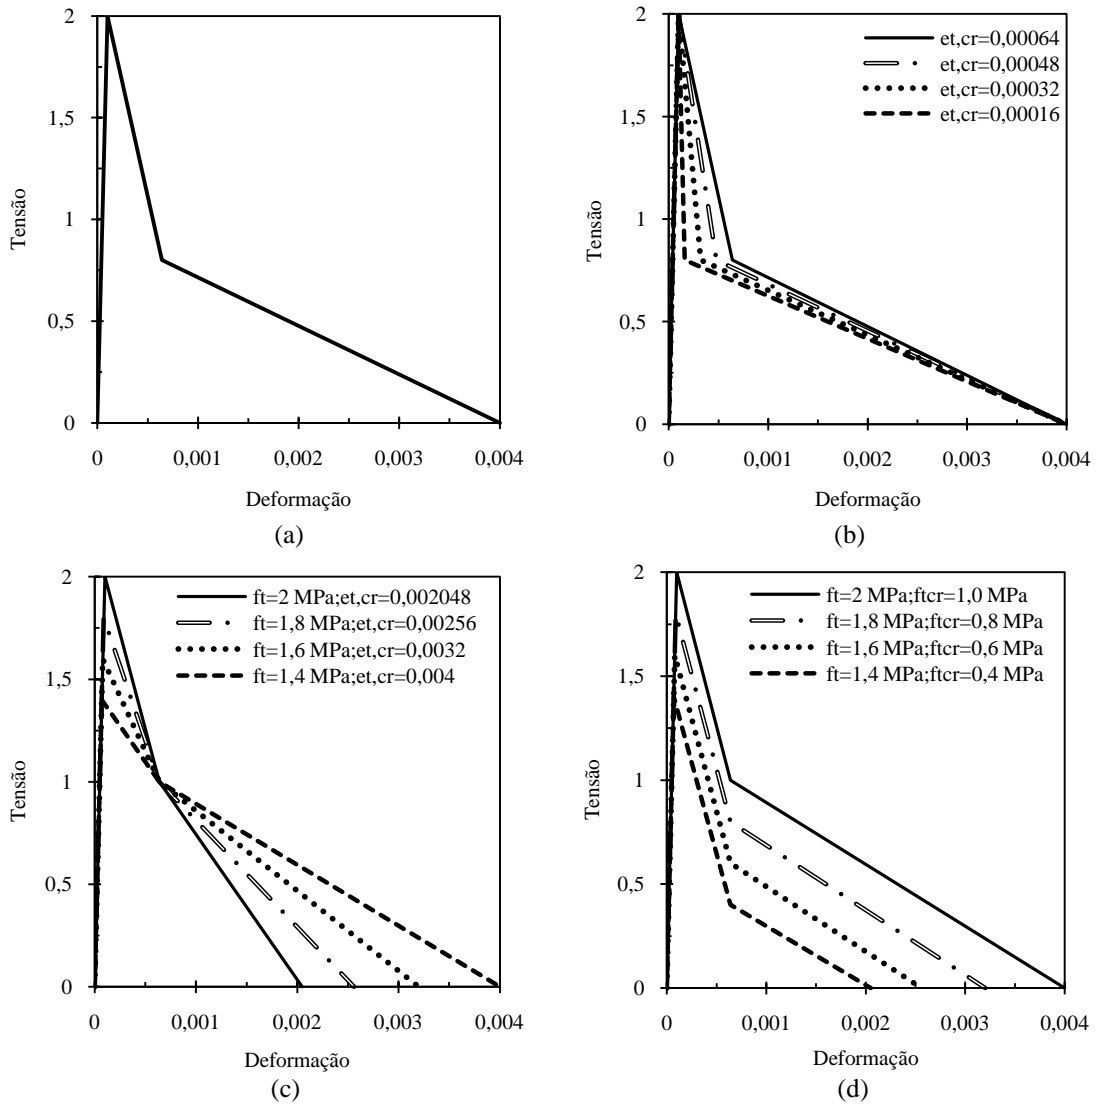 2
1,5
1
0,5
0
Tensão
0
0,001
0,002
0,003
0,004
Deformação
(a)
2
1,5
1
0,5
0
Tensão
et,cr=0,00064
et,cr=0,00048
et,cr=0,00032
et,cr=0,00016
0
0,001
0,002
0,003
0,004
Deformação
(b)
2
1,5
1
0,5
0
Tensão
ft=2 MPa;et,cr=0,002048
ft=1,8 MPa;et,cr=0,00256
ft=1,6 MPa;et,cr=0,0032
ft=1,4 MPa;et,cr=0,004
0
0,001
0,002
0,003
0,004
Deformação
(c)
2
1,5
1
0,5
0
Tensão
ft=2 MPa;ftcr=1,0 MPa
ft=1,8 MPa;ftcr=0,8 MPa
ft=1,6 MPa;ftcr=0,6 MPa
ft=1,4 MPa;ftcr=0,4 MPa
0
0,001
0,002
0,003
0,004
Deformação
(d)